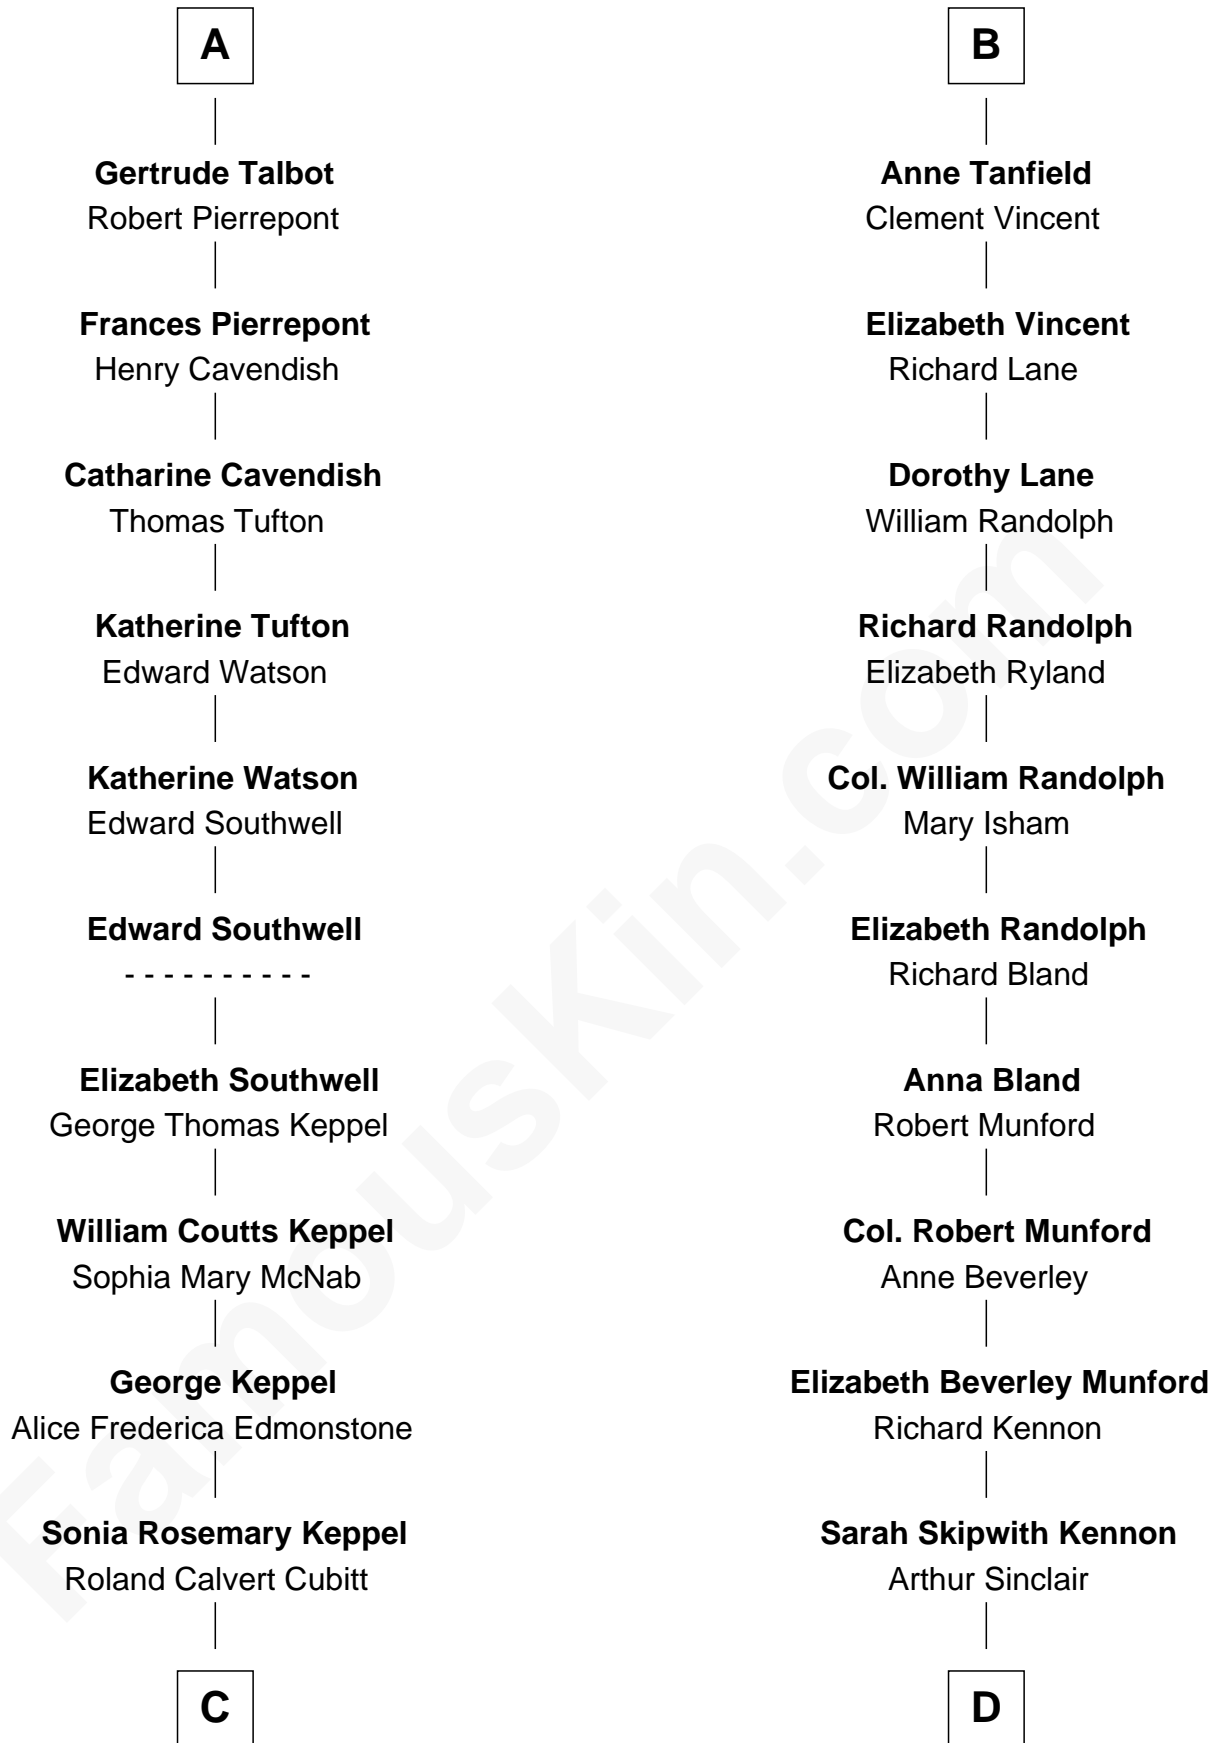 A
Gertrude Talbot
Robert Pierrepont
Frances Pierrepont
Henry Cavendish
Catharine Cavendish
Thomas Tufton
Katherine Tufton
Edward Watson
Katherine Watson
Edward Southwell
Edward Southwell
- - - - - - - - - -
Elizabeth Southwell
George Thomas Keppel
William Coutts Keppel
Sophia Mary McNab
George Keppel
Alice Frederica Edmonstone
Sonia Rosemary Keppel
Roland Calvert Cubitt
C
B
Anne Tanfield
Clement Vincent
Elizabeth Vincent
Richard Lane
Dorothy Lane
William Randolph
Richard Randolph
Elizabeth Ryland
Col. William Randolph
Mary Isham
Elizabeth Randolph
Richard Bland
Anna Bland
Robert Munford
Col. Robert Munford
Anne Beverley
Elizabeth Beverley Munford
Richard Kennon
Sarah Skipwith Kennon
Arthur Sinclair
D
FamousKin.com